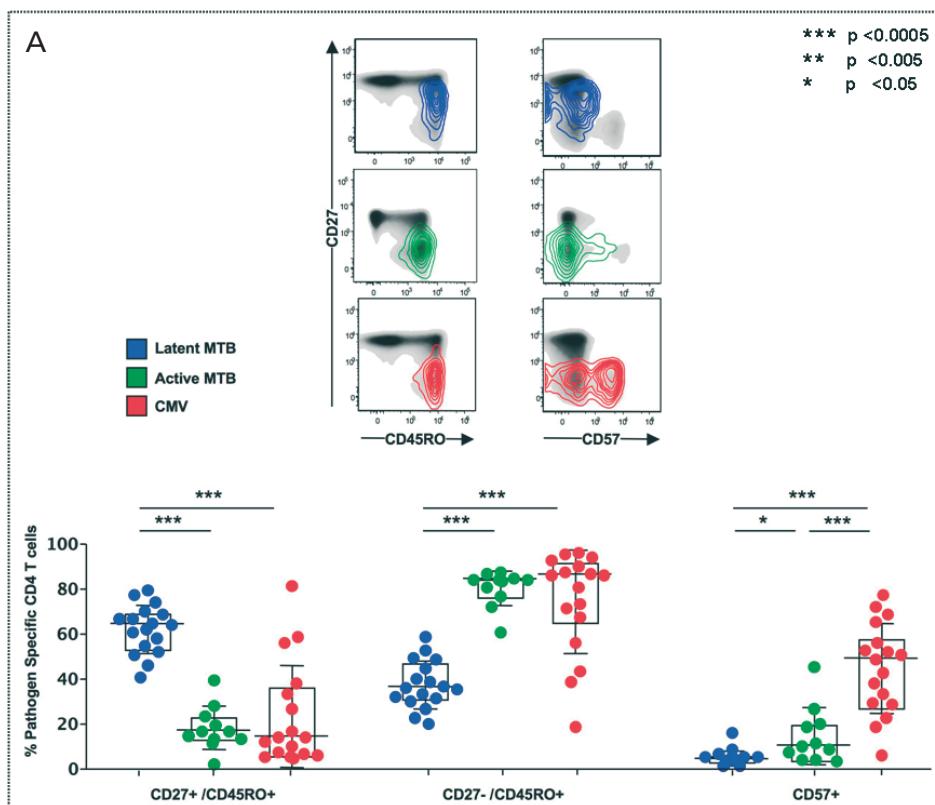 A
*** p <0.0005
** p <0.005
* p <0.05
CD27
CD45RO
CD57
Latent MTB
Active MTB
CMV
*** *** ***
*** *** * ***
% Pathogen Specific CD4 T cells
100
80
60
40
20
0
CD27+ /CD45RO+ CD27- /CD45RO+ CD57+